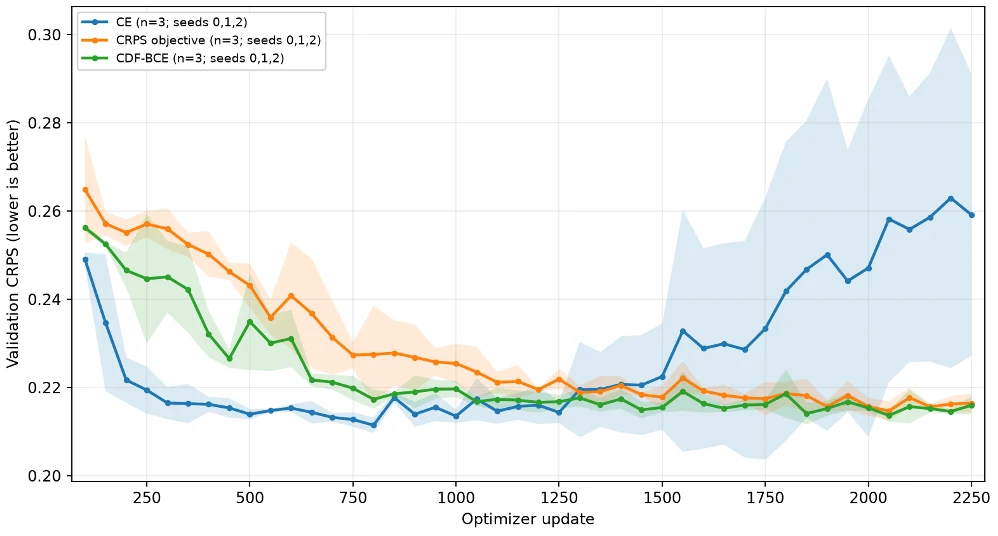 CE (n=3; seeds 0,1,2)
CRPS objective (n=3; seeds 0,1,2)
CDF-BCE (n=3; seeds 0,1,2)
Validation CRPS (lower is better)
0.30
0.28
0.26
0.24
0.22
0.20
250 500 750 1000 1250 1500 1750 2000 2250
Optimizer update